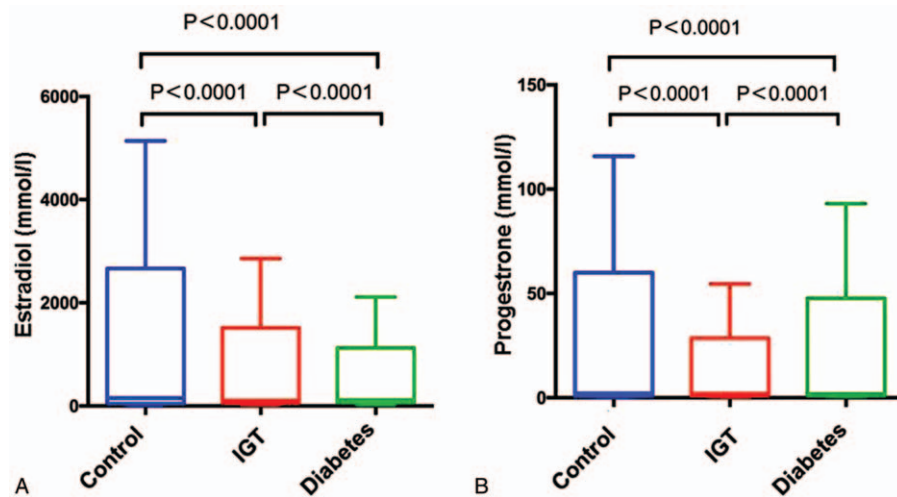 P<0.0001
P<0.0001 P<0.0001
6000
4000
2000
0
Estradiol (mmol/l)
Control IGT Diabetes
A
P<0.0001
P<0.0001 P<0.0001
150
100
50
0
Progestrone (mmol/l)
Control IGT Diabetes
B